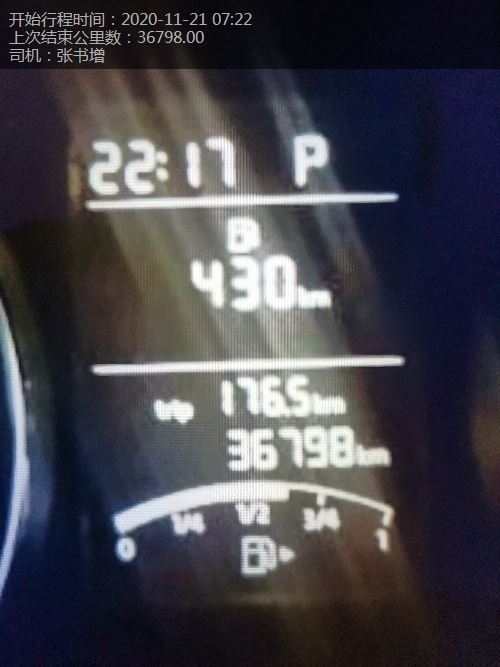 开始行程时间：2020-11-21 07:22
上次结束公里数：36798.00
司机：张书增
22:17 P
430km
trip 176.5km
36798km
1/4 1/2 3/4
0 1